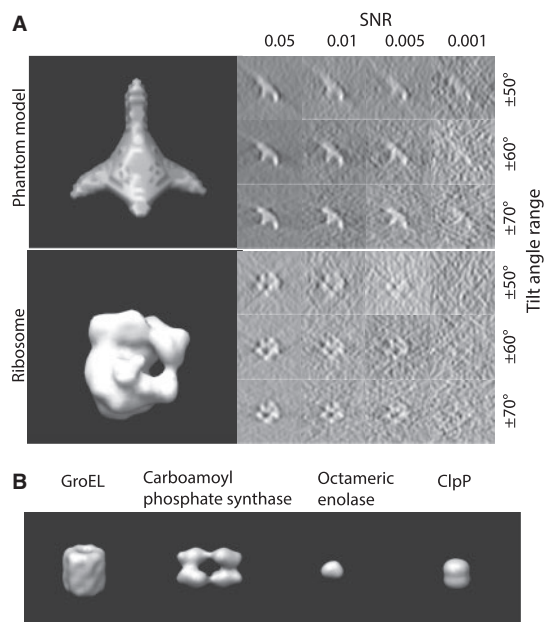 A
SNR
0.05 0.01 0.005 0.001
Phantom model
±50°
±60°
±70°
Tilt angle range
Ribosome
±50°
±60°
±70°
B
GroEL
Carboamoyl
phosphate synthase
Octameric
enolase
ClpP